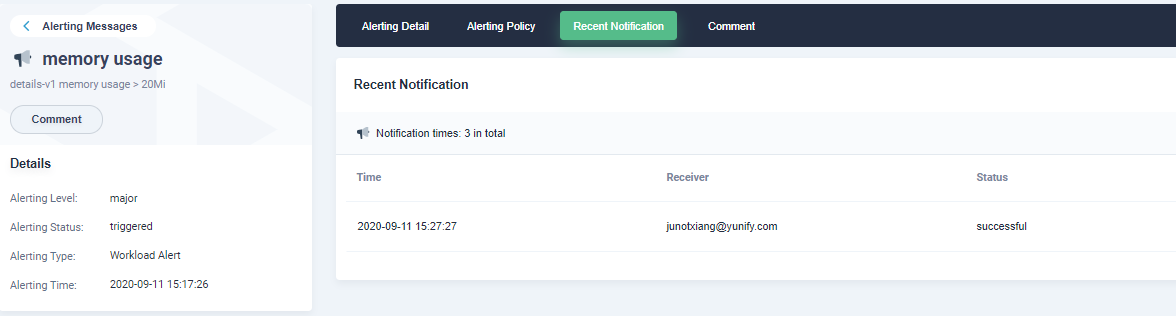 Alerting Messages
memory usage
details-v1 memory usage > 20Mi
Comment
Details
Alerting Level: major
Alerting Status: triggered
Alerting Type: Workload Alert
Alerting Time: 2020-09-11 15:17:26
Alerting Detail Alerting Policy Recent Notification Comment
Recent Notification
Notification times: 3 in total
Time Receiver Status
2020-09-11 15:27:27 junotxiang@yunify.com successful